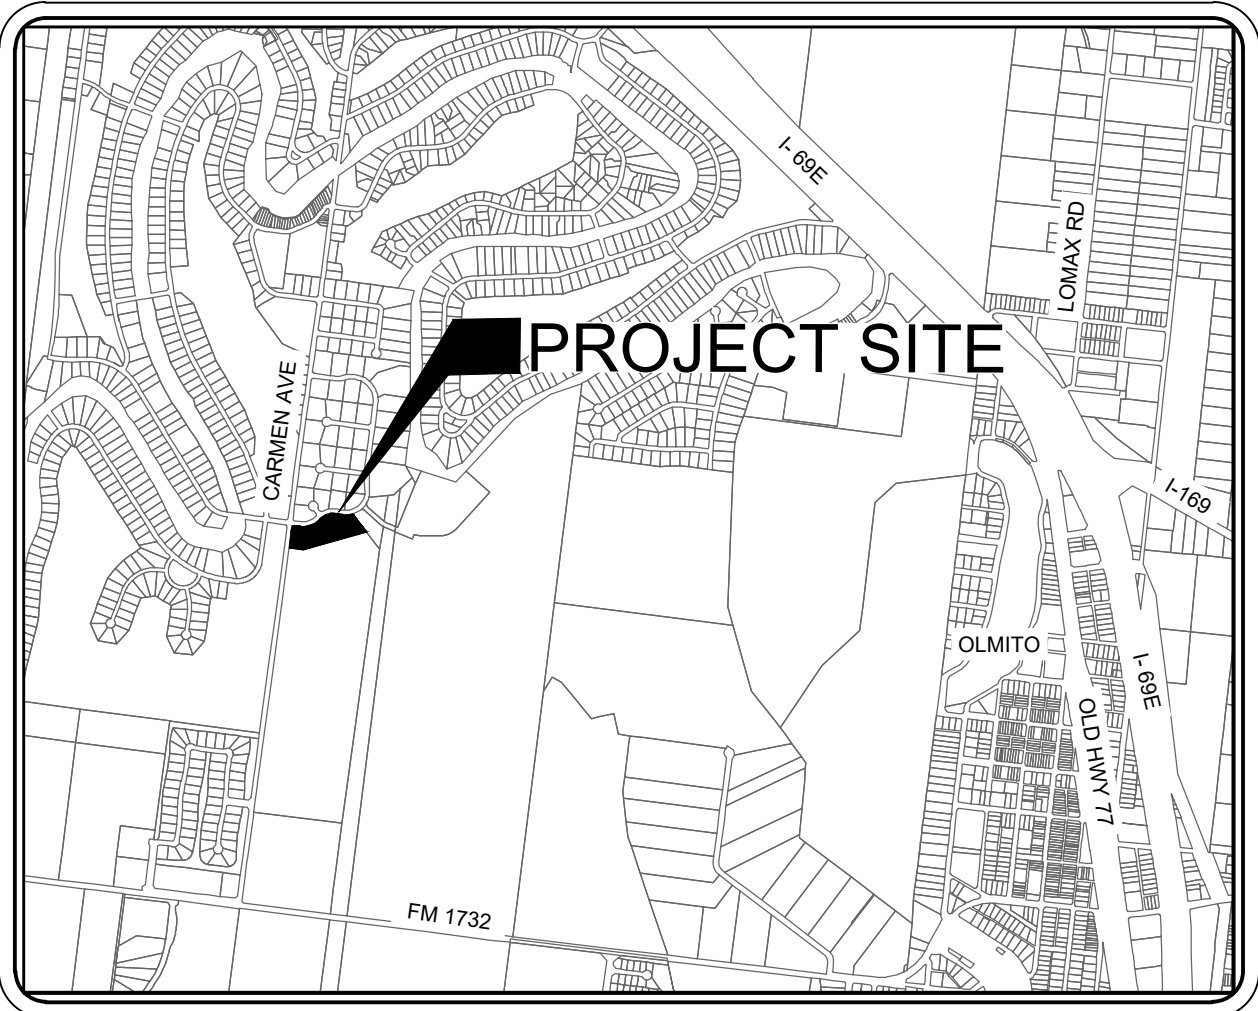 I- 69E
LOMAX RD
PROJECT SITE
CARMEN AVE
I-169
OLMITO
I- 69E
OLD HWY 77
FM 1732